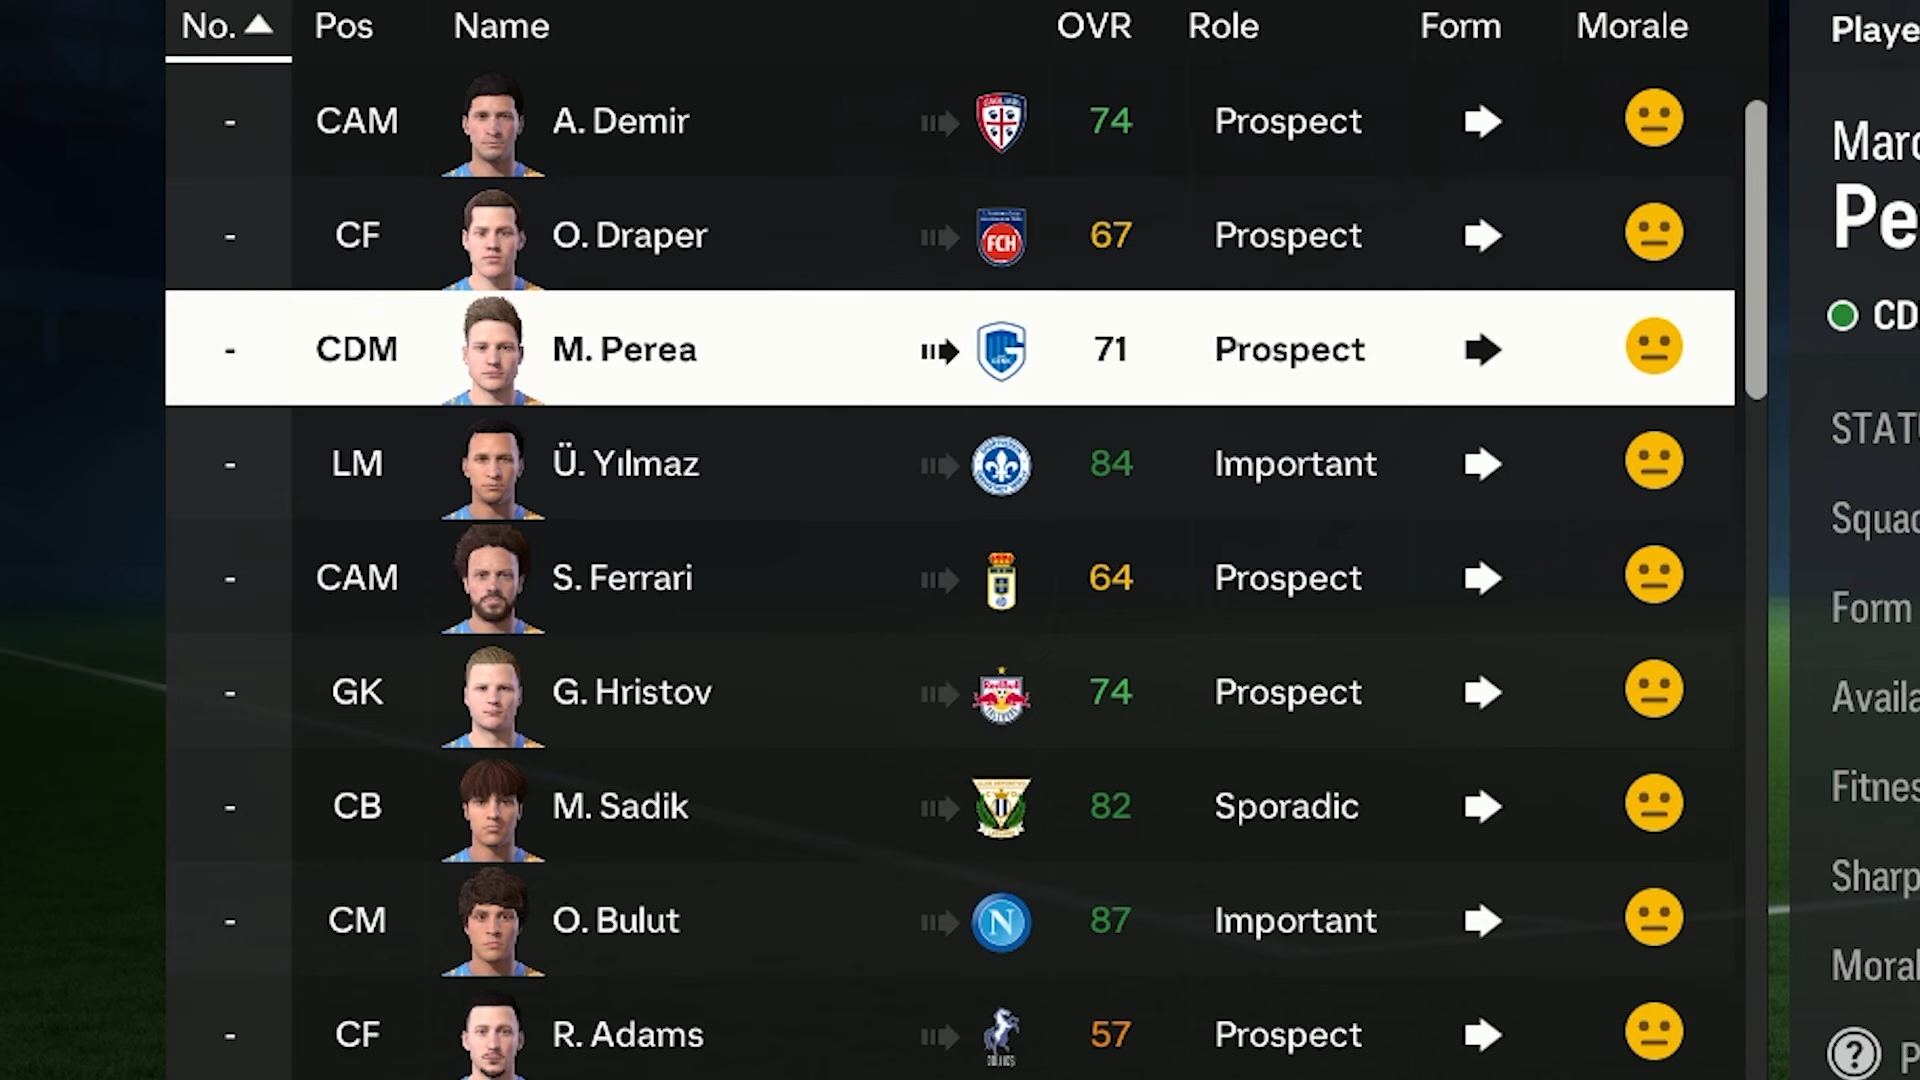 No. Pos Name OVR Role Form Morale
- CAM A. Demir 74 Prospect
- CF O. Draper 67 Prospect
FCH
- CDM M. Perea 71 Prospect
- LM Ü. Yılmaz 84 Important
- CAM S. Ferrari 64 Prospect
- GK G. Hristov 74 Prospect
- CB M. Sadik 82 Sporadic
- CM O. Bulut 87 Important
N
- CF R. Adams 57 Prospect
Playe
Marc
Pe
CD
STAT
Squad
Form
Availa
Fitnes
Sharp
Moral
? P